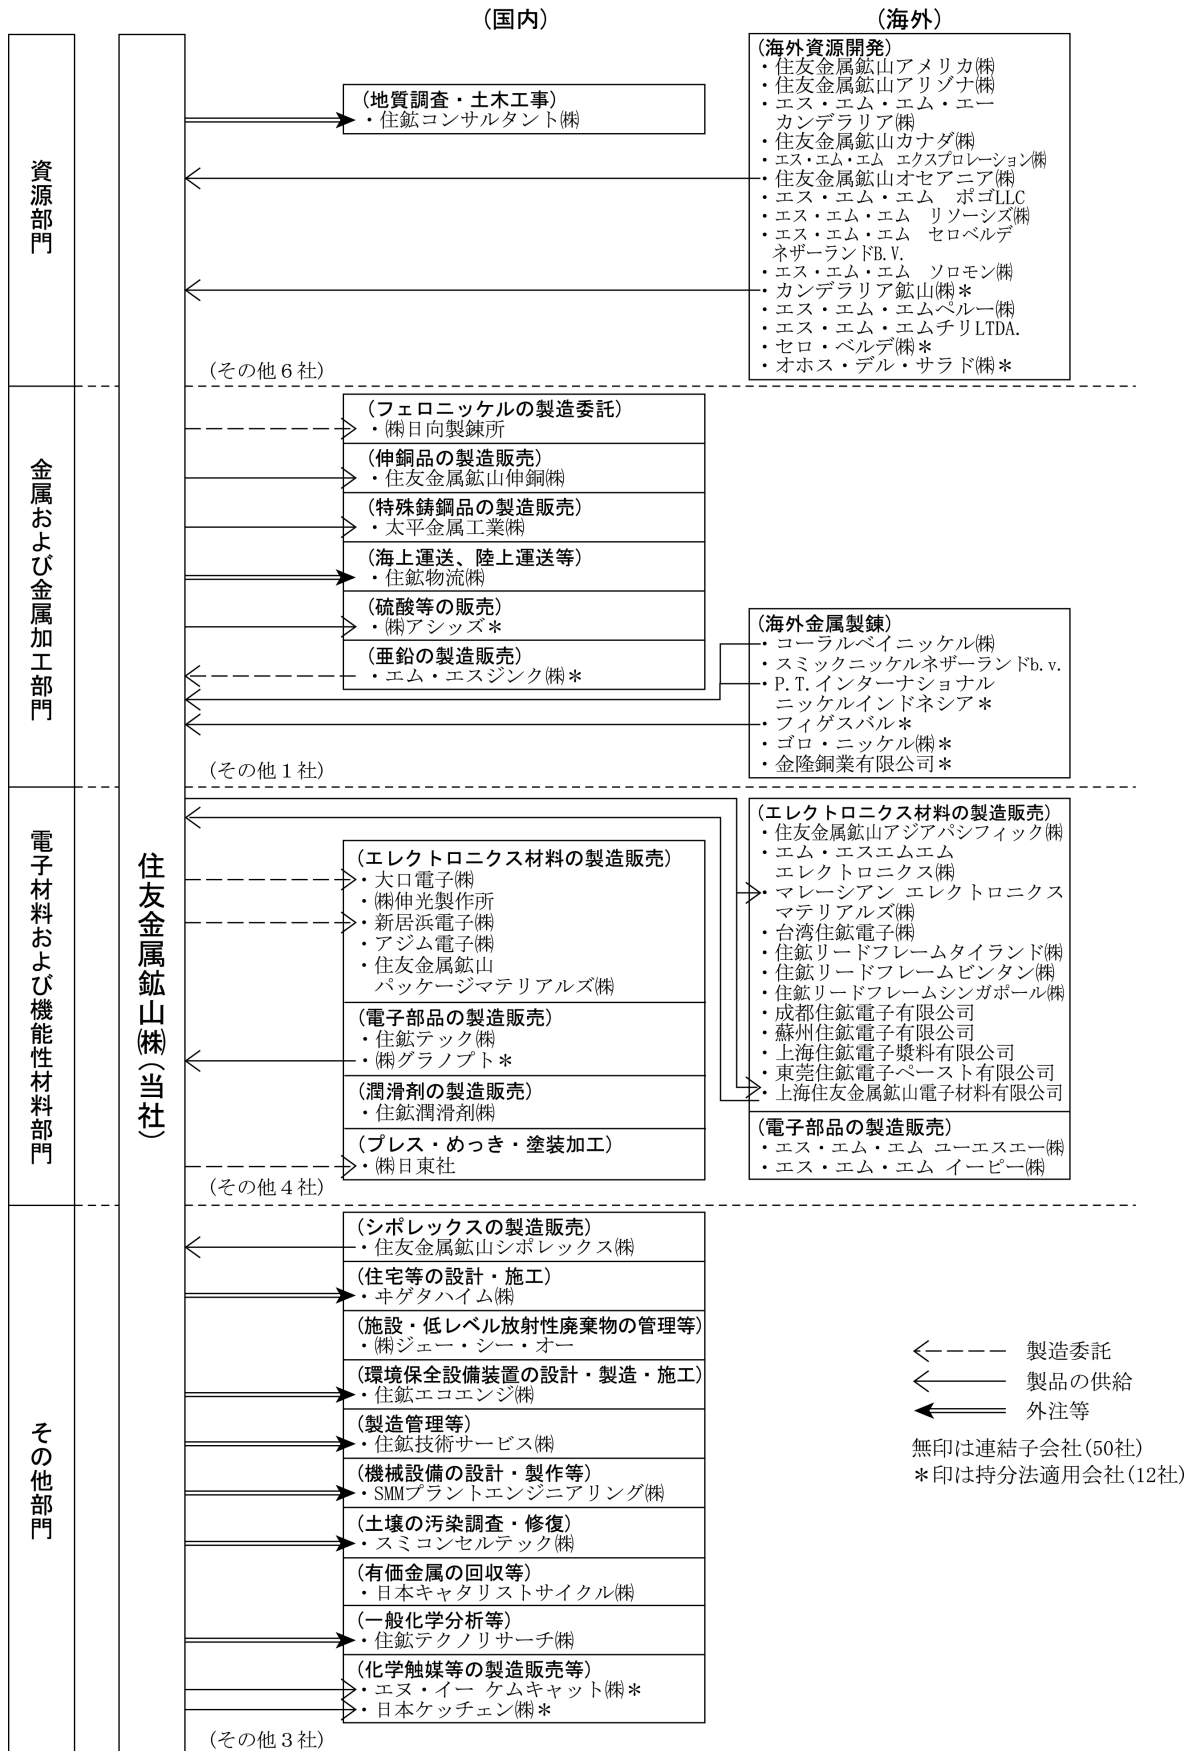 (国内)
(海外)
資源部門
(地質調査・土木工事)
・住鉱コンサルタント㈱
(海外資源開発)
・住友金属鉱山アメリカ㈱
・住友金属鉱山アリゾナ㈱
・エス・エム・エム・エー
カンデラリア㈱
・住友金属鉱山カナダ㈱
・エス・エム・エム エクスプロレーション㈱
・住友金属鉱山オセアニア㈱
・エス・エム・エム ポゴLLC
・エス・エム・エム リソーシズ㈱
・エス・エム・エム セロベルデ
ネザーランドB.V.
・エス・エム・エム ソロモン㈱
・カンデラリア鉱山㈱＊
・エス・エム・エムペルー㈱
・エス・エム・エムチリLTDA.
・セロ・ベルデ㈱＊
・オホス・デル・サラド㈱＊
(その他6社)
金属および金属加工部門
(フェロニッケルの製造委託)
・㈱日向製錬所
(伸銅品の製造販売)
・住友金属鉱山伸銅㈱
(特殊鋳鋼品の製造販売)
・太平金属工業㈱
(海上運送、陸上運送等)
・住鉱物流㈱
(硫酸等の販売)
・㈱アシッズ＊
(亜鉛の製造販売)
・エム・エスジンク㈱＊
(海外金属製錬)
・コーラルベイニッケル㈱
・スミックニッケルネザーランドb.v.
・P.T.インターナショナル
ニッケルインドネシア＊
・フィゲスバル＊
・ゴロ・ニッケル㈱＊
・金隆銅業有限公司＊
(その他1社)
住友金属鉱山㈱(当社)
電子材料および機能性材料部門
(エレクトロニクス材料の製造販売)
・大口電子㈱
・㈱伸光製作所
・新居浜電子㈱
・アジム電子㈱
・住友金属鉱山
パッケージマテリアルズ㈱
(電子部品の製造販売)
・住鉱テック㈱
・㈱グラノプト＊
(潤滑剤の製造販売)
・住鉱潤滑剤㈱
(プレス・めっき・塗装加工)
・㈱日東社
(エレクトロニクス材料の製造販売)
・住友金属鉱山アジアパシフィック㈱
・エム・エスエムエム
エレクトロニクス㈱
・マレーシアン エレクトロニクス
マテリアルズ㈱
・台湾住鉱電子㈱
・住鉱リードフレームタイランド㈱
・住鉱リードフレームビンタン㈱
・住鉱リードフレームシンガポール㈱
・成都住鉱電子有限公司
・蘇州住鉱電子有限公司
・上海住鉱電子漿料有限公司
・東莞住鉱電子ペースト有限公司
・上海住友金属鉱山電子材料有限公司
(電子部品の製造販売)
・エス・エム・エム ユーエスエー㈱
・エス・エム・エム イーピー㈱
(その他4社)
その他部門
(シポレックスの製造販売)
・住友金属鉱山シポレックス㈱
(住宅等の設計・施工)
・ヰゲタハイム㈱
(施設・低レベル放射性廃棄物の管理等)
・㈱ジェー・シー・オー
(環境保全設備装置の設計・製造・施工)
・住鉱エコエンジ㈱
(製造管理等)
・住鉱技術サービス㈱
(機械設備の設計・製作等)
・SMMプラントエンジニアリング㈱
(土壌の汚染調査・修復)
・スミコンセルテック㈱
(有価金属の回収等)
・日本キャタリストサイクル㈱
(一般化学分析等)
・住鉱テクノリサーチ㈱
(化学触媒等の製造販売等)
・エヌ・イー ケムキャット㈱＊
・日本ケッチェン㈱＊
(その他3社)
製造委託
製品の供給
外注等
無印は連結子会社(50社)
＊印は持分法適用会社(12社)